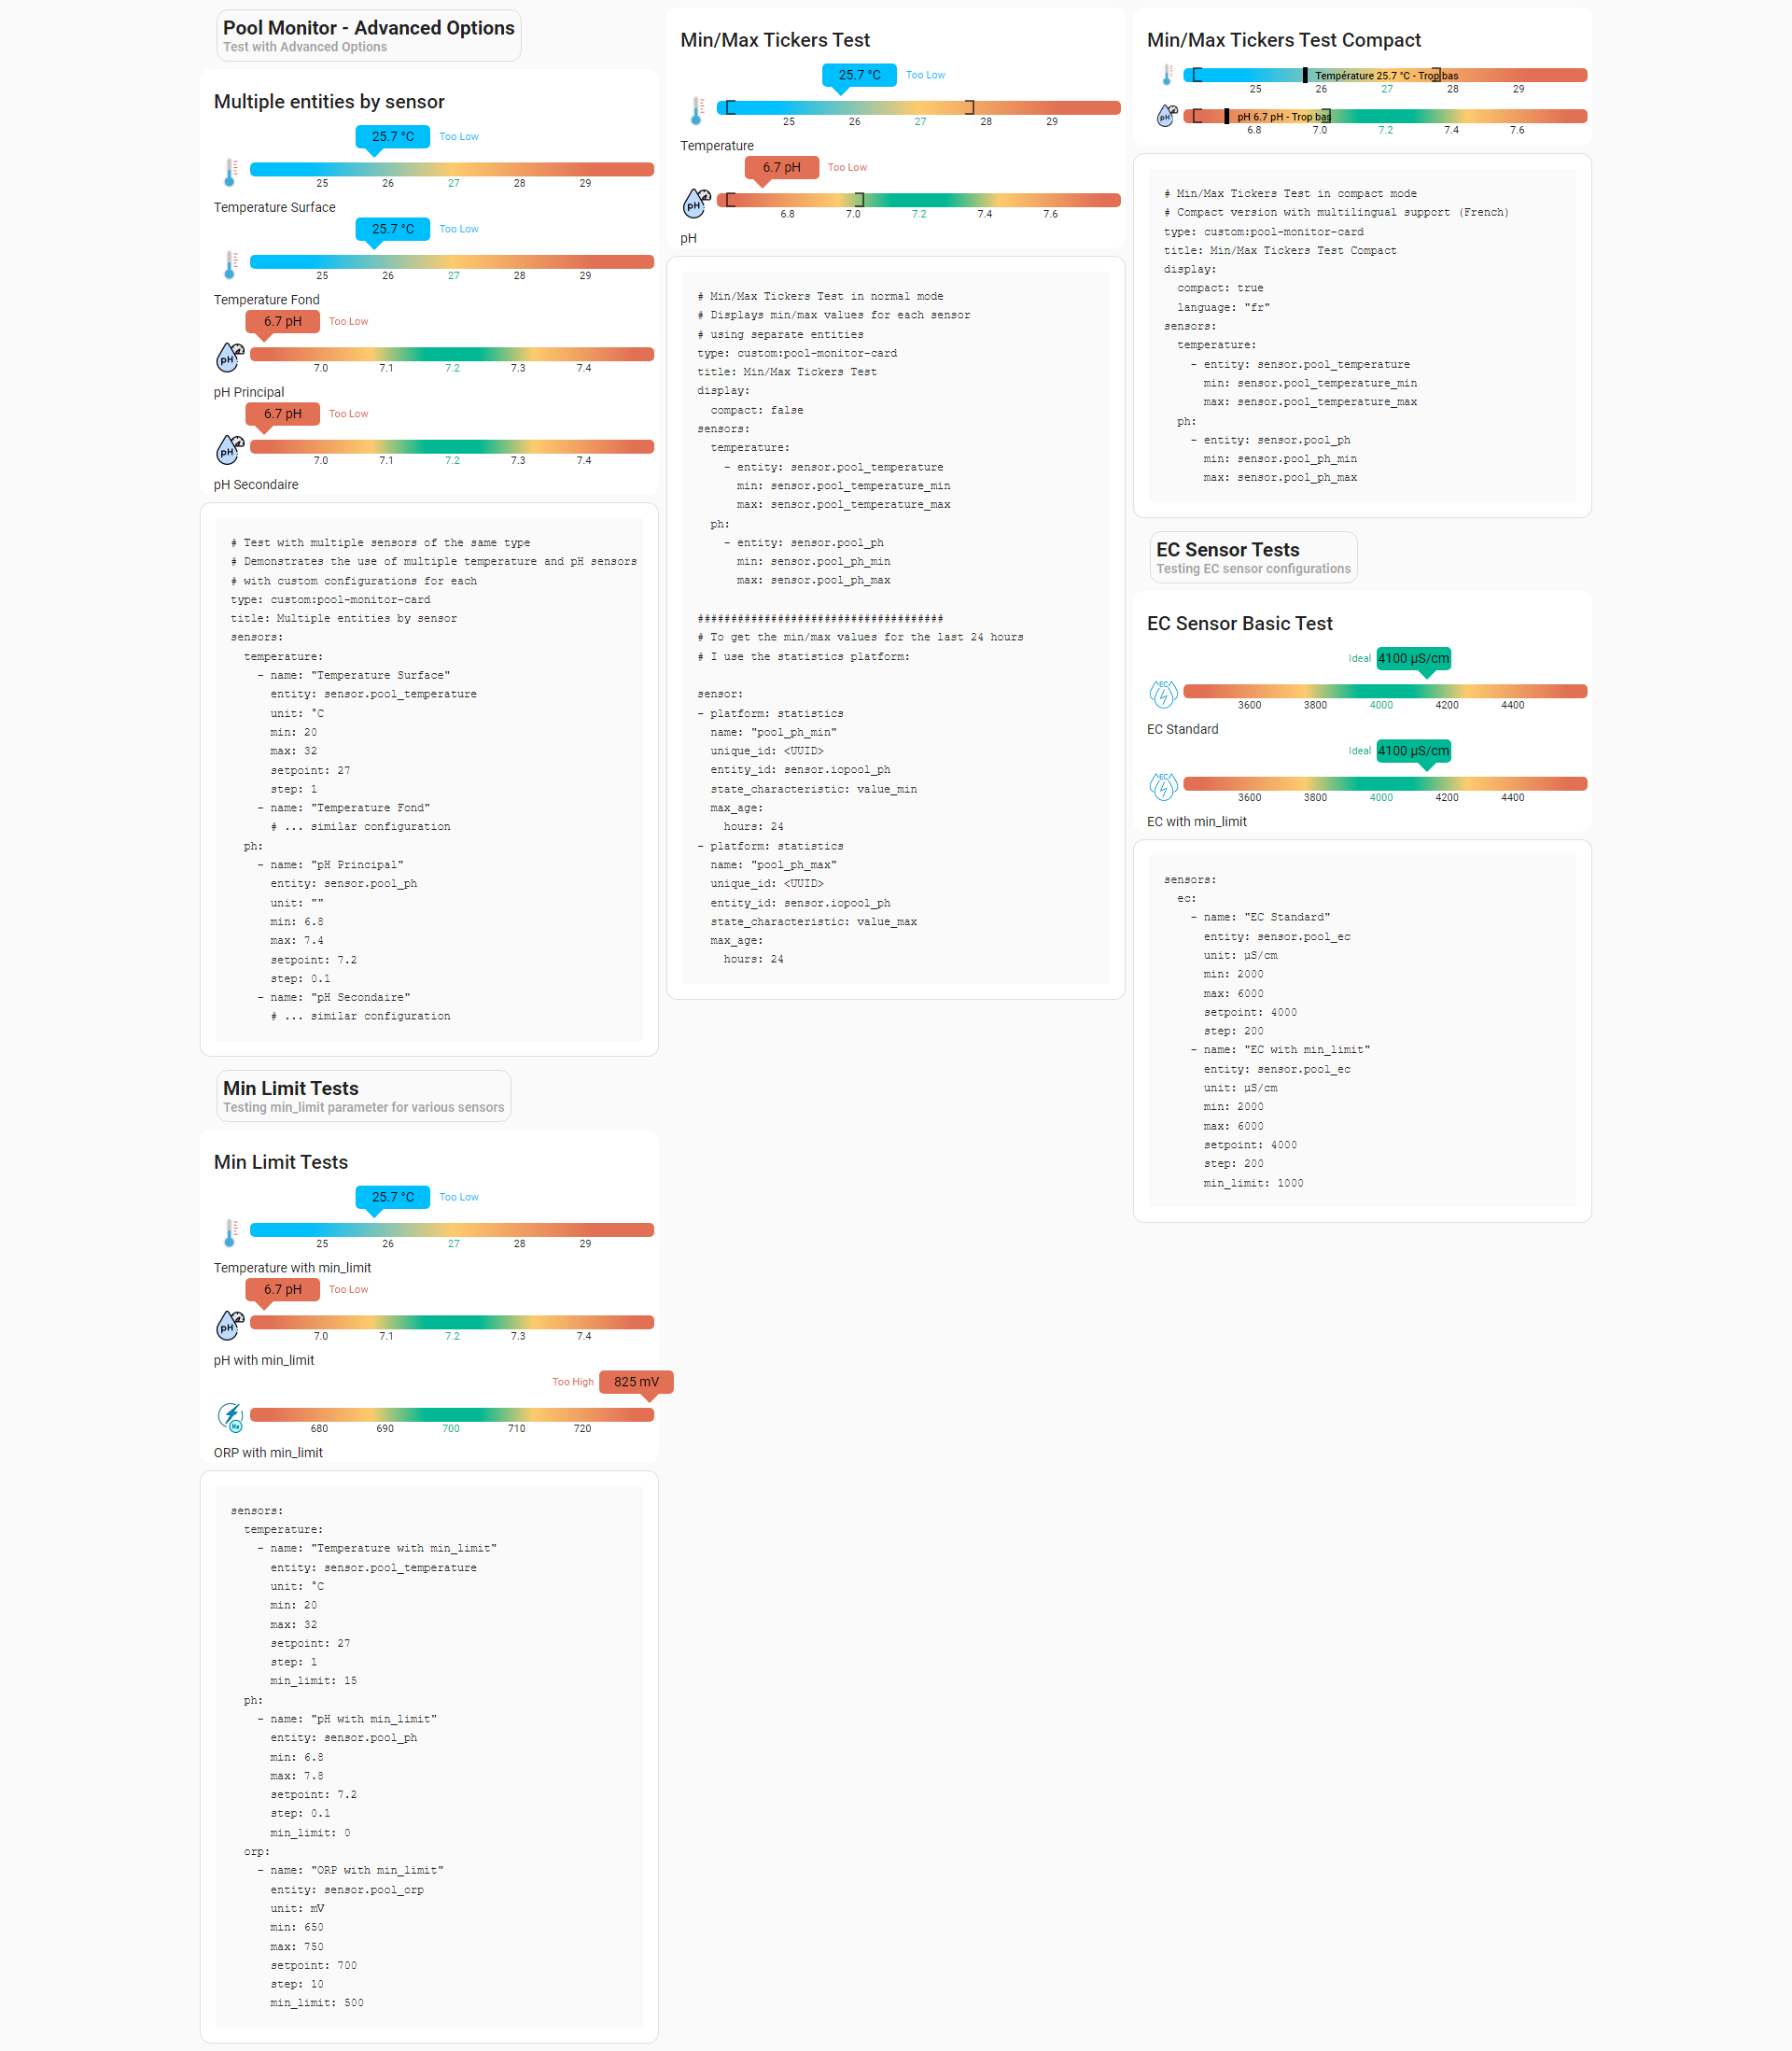 Pool Monitor - Advanced Options
Test with Advanced Options
Multiple entities by sensor
25.7 °C Too Low
25 26 27 28 29
Temperature Surface
25.7 °C Too Low
25 26 27 28 29
Temperature Fond
6.7 pH Too Low
pH
7.0 7.1 7.2 7.3 7.4
pH Principal
6.7 pH Too Low
pH
7.0 7.1 7.2 7.3 7.4
pH Secondaire
# Test with multiple sensors of the same type
# Demonstrates the use of multiple temperature and pH sensors
# with custom configurations for each
type: custom:pool-monitor-card
title: Multiple entities by sensor
sensors:
  temperature:
    - name: "Temperature Surface"
      entity: sensor.pool_temperature
      unit: °C
      min: 20
      max: 32
      setpoint: 27
      step: 1
    - name: "Temperature Fond"
      # ... similar configuration
  ph:
    - name: "pH Principal"
      entity: sensor.pool_ph
      unit: ""
      min: 6.8
      max: 7.4
      setpoint: 7.2
      step: 0.1
    - name: "pH Secondaire"
      # ... similar configuration
Min Limit Tests
Testing min_limit parameter for various sensors
Min Limit Tests
25.7 °C Too Low
25 26 27 28 29
Temperature with min_limit
6.7 pH Too Low
pH
7.0 7.1 7.2 7.3 7.4
pH with min_limit
Too High 825 mV
680 690 700 710 720
ORP with min_limit
sensors:
  temperature:
    - name: "Temperature with min_limit"
      entity: sensor.pool_temperature
      unit: °C
      min: 20
      max: 32
      setpoint: 27
      step: 1
      min_limit: 15
  ph:
    - name: "pH with min_limit"
      entity: sensor.pool_ph
      min: 6.8
      max: 7.8
      setpoint: 7.2
      step: 0.1
      min_limit: 0
  orp:
    - name: "ORP with min_limit"
      entity: sensor.pool_orp
      unit: mV
      min: 650
      max: 750
      setpoint: 700
      step: 10
      min_limit: 500
Min/Max Tickers Test
25.7 °C Too Low
25 26 27 28 29
Temperature
6.7 pH Too Low
pH
6.8 7.0 7.2 7.4 7.6
pH
# Min/Max Tickers Test in normal mode
# Displays min/max values for each sensor
# using separate entities
type: custom:pool-monitor-card
title: Min/Max Tickers Test
display:
  compact: false
sensors:
  temperature:
    - entity: sensor.pool_temperature
      min: sensor.pool_temperature_min
      max: sensor.pool_temperature_max
  ph:
    - entity: sensor.pool_ph
      min: sensor.pool_ph_min
      max: sensor.pool_ph_max
#####################################
# To get the min/max values for the last 24 hours
# I use the statistics platform:
sensor:
- platform: statistics
  name: "pool_ph_min"
  unique_id: <UUID>
  entity_id: sensor.iopool_ph
  state_characteristic: value_min
  max_age:
    hours: 24
- platform: statistics
  name: "pool_ph_max"
  unique_id: <UUID>
  entity_id: sensor.iopool_ph
  state_characteristic: value_max
  max_age:
    hours: 24
Min/Max Tickers Test Compact
Température 25.7 °C - Trop bas
25 26 27 28 29
pH
pH 6.7 pH - Trop bas
6.8 7.0 7.2 7.4 7.6
# Min/Max Tickers Test in compact mode
# Compact version with multilingual support (French)
type: custom:pool-monitor-card
title: Min/Max Tickers Test Compact
display:
  compact: true
  language: "fr"
sensors:
  temperature:
    - entity: sensor.pool_temperature
      min: sensor.pool_temperature_min
      max: sensor.pool_temperature_max
  ph:
    - entity: sensor.pool_ph
      min: sensor.pool_ph_min
      max: sensor.pool_ph_max
EC Sensor Tests
Testing EC sensor configurations
EC Sensor Basic Test
Ideal 4100 µS/cm
EC
3600 3800 4000 4200 4400
EC Standard
Ideal 4100 µS/cm
EC
3600 3800 4000 4200 4400
EC with min_limit
sensors:
  ec:
    - name: "EC Standard"
      entity: sensor.pool_ec
      unit: µS/cm
      min: 2000
      max: 6000
      setpoint: 4000
      step: 200
    - name: "EC with min_limit"
      entity: sensor.pool_ec
      unit: µS/cm
      min: 2000
      max: 6000
      setpoint: 4000
      step: 200
      min_limit: 1000